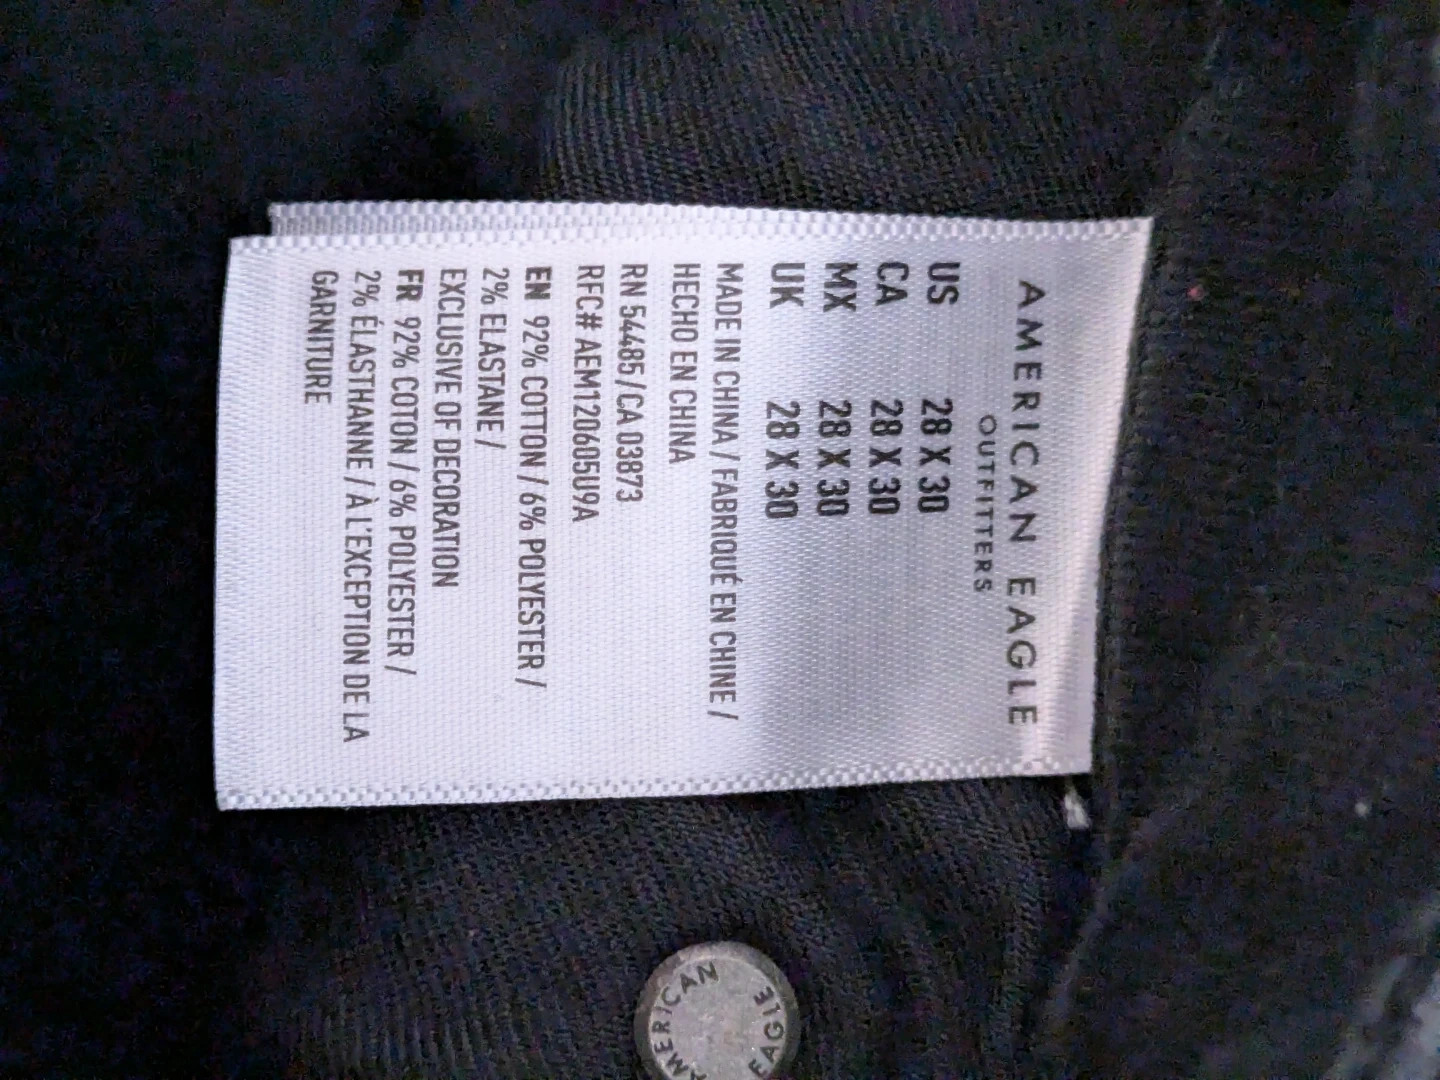 AMERICAN EAGLE
OUTFITTERS
US 28 X 30
CA 28 X 30
MX 28 X 30
UK 28 X 30
MADE IN CHINA / FABRIQUÉ EN CHINE /
HECHO EN CHINA
RN 54485 / CA 03873
RFC# AEM120605U9A
EN 92% COTTON / 6% POLYESTER /
2% ELASTANE /
EXCLUSIVE OF DECORATION
FR 92% COTON / 6% POLYESTER /
2% ÉLASTHANNE / À L'EXCEPTION DE LA
GARNITURE
AMERICAN
EAGLE